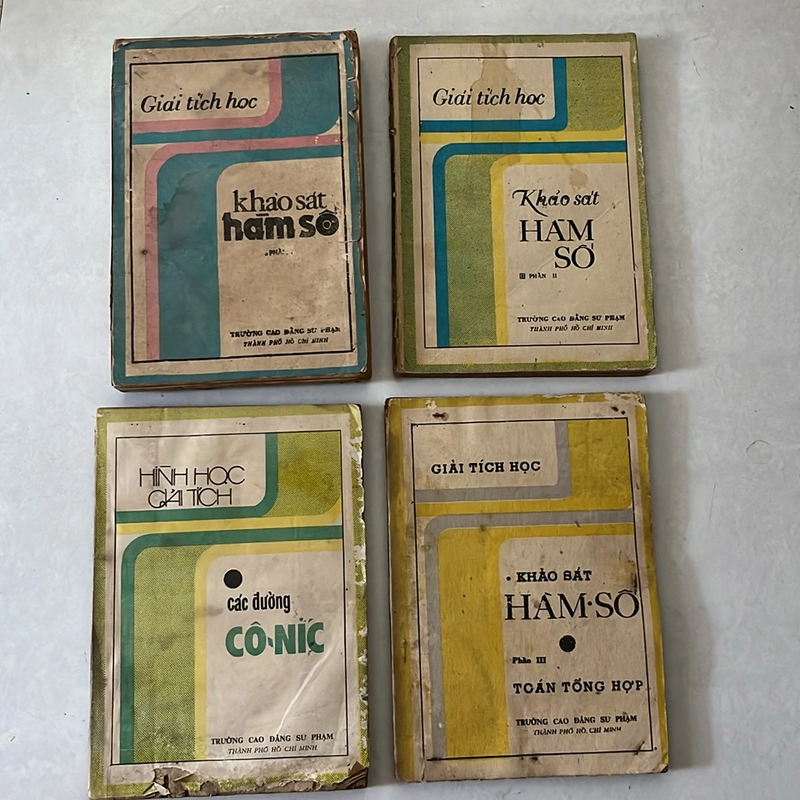 Giải tích học
khảo sát
hàm số
TRƯỜNG CAO ĐẲNG SƯ PHẠM
THÀNH PHỐ HỒ CHÍ MINH
Giải tích học
Khảo sát
HÀM
SỐ
PHẦN II
TRƯỜNG CAO ĐẲNG SƯ PHẠM
THÀNH PHỐ HỒ CHÍ MINH
HÌNH HỌC
GIẢI TÍCH
các đường
CÔ-NÍC
TRƯỜNG CAO ĐẲNG SƯ PHẠM
THÀNH PHỐ HỒ CHÍ MINH
GIẢI TÍCH HỌC
• KHẢO SÁT
HÀM·SỐ
Phần III
TOÁN TỔNG HỢP
TRƯỜNG CAO ĐẲNG SƯ PHẠM
THÀNH PHỐ HỒ CHÍ MINH